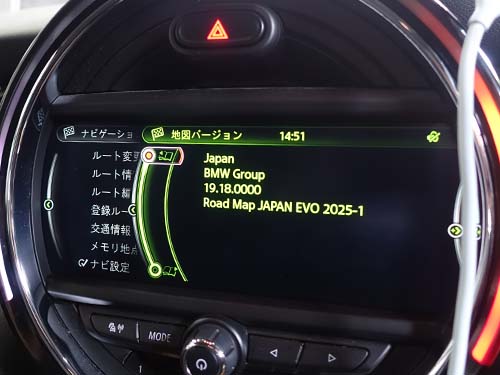 ナビゲーショ
地図バージョン
14:51
ルート変更
ルート情
ルート編
登録ルー
交通情報
メモリ地点
ナビ設定
Japan
BMW Group
19.18.0000
Road Map JAPAN EVO 2025-1
MODE
1